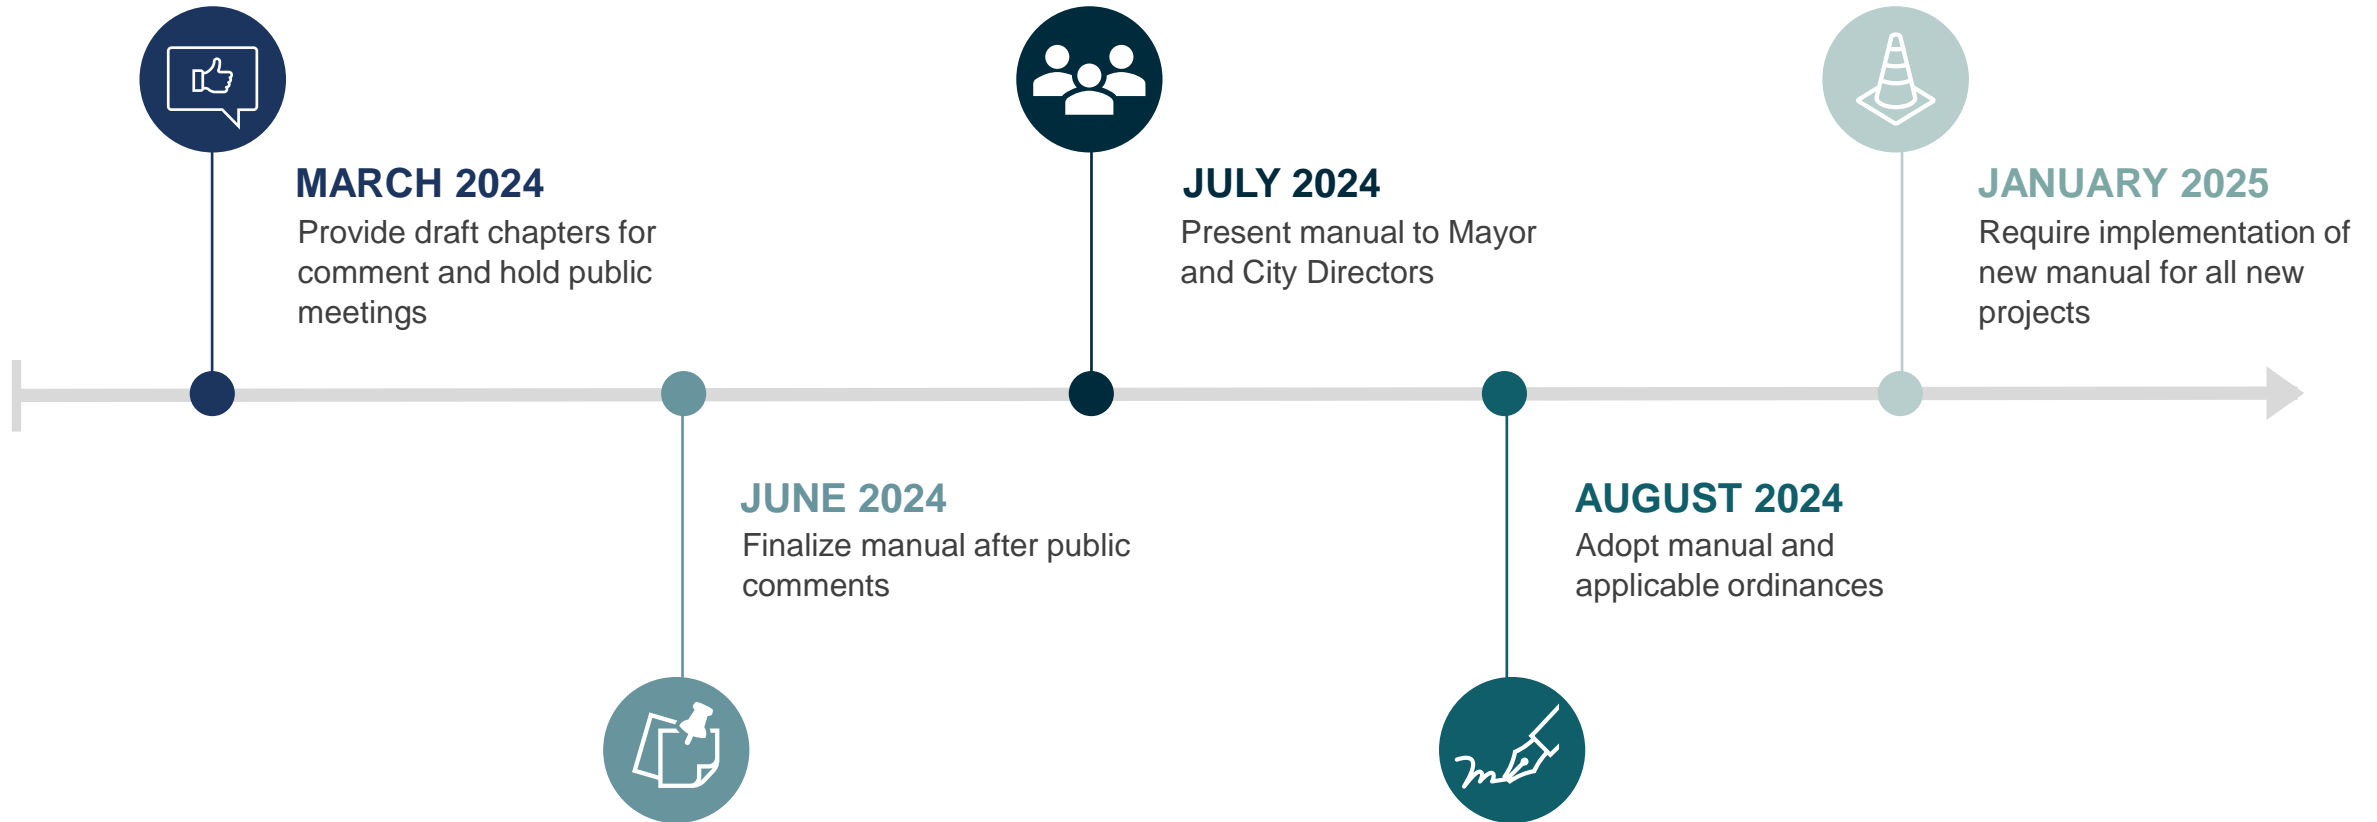 MARCH 2024
Provide draft chapters for
comment and hold public
meetings
JUNE 2024
Finalize manual after public
comments
JULY 2024
Present manual to Mayor
and City Directors
AUGUST 2024
Adopt manual and
applicable ordinances
JANUARY 2025
Require implementation of
new manual for all new
projects